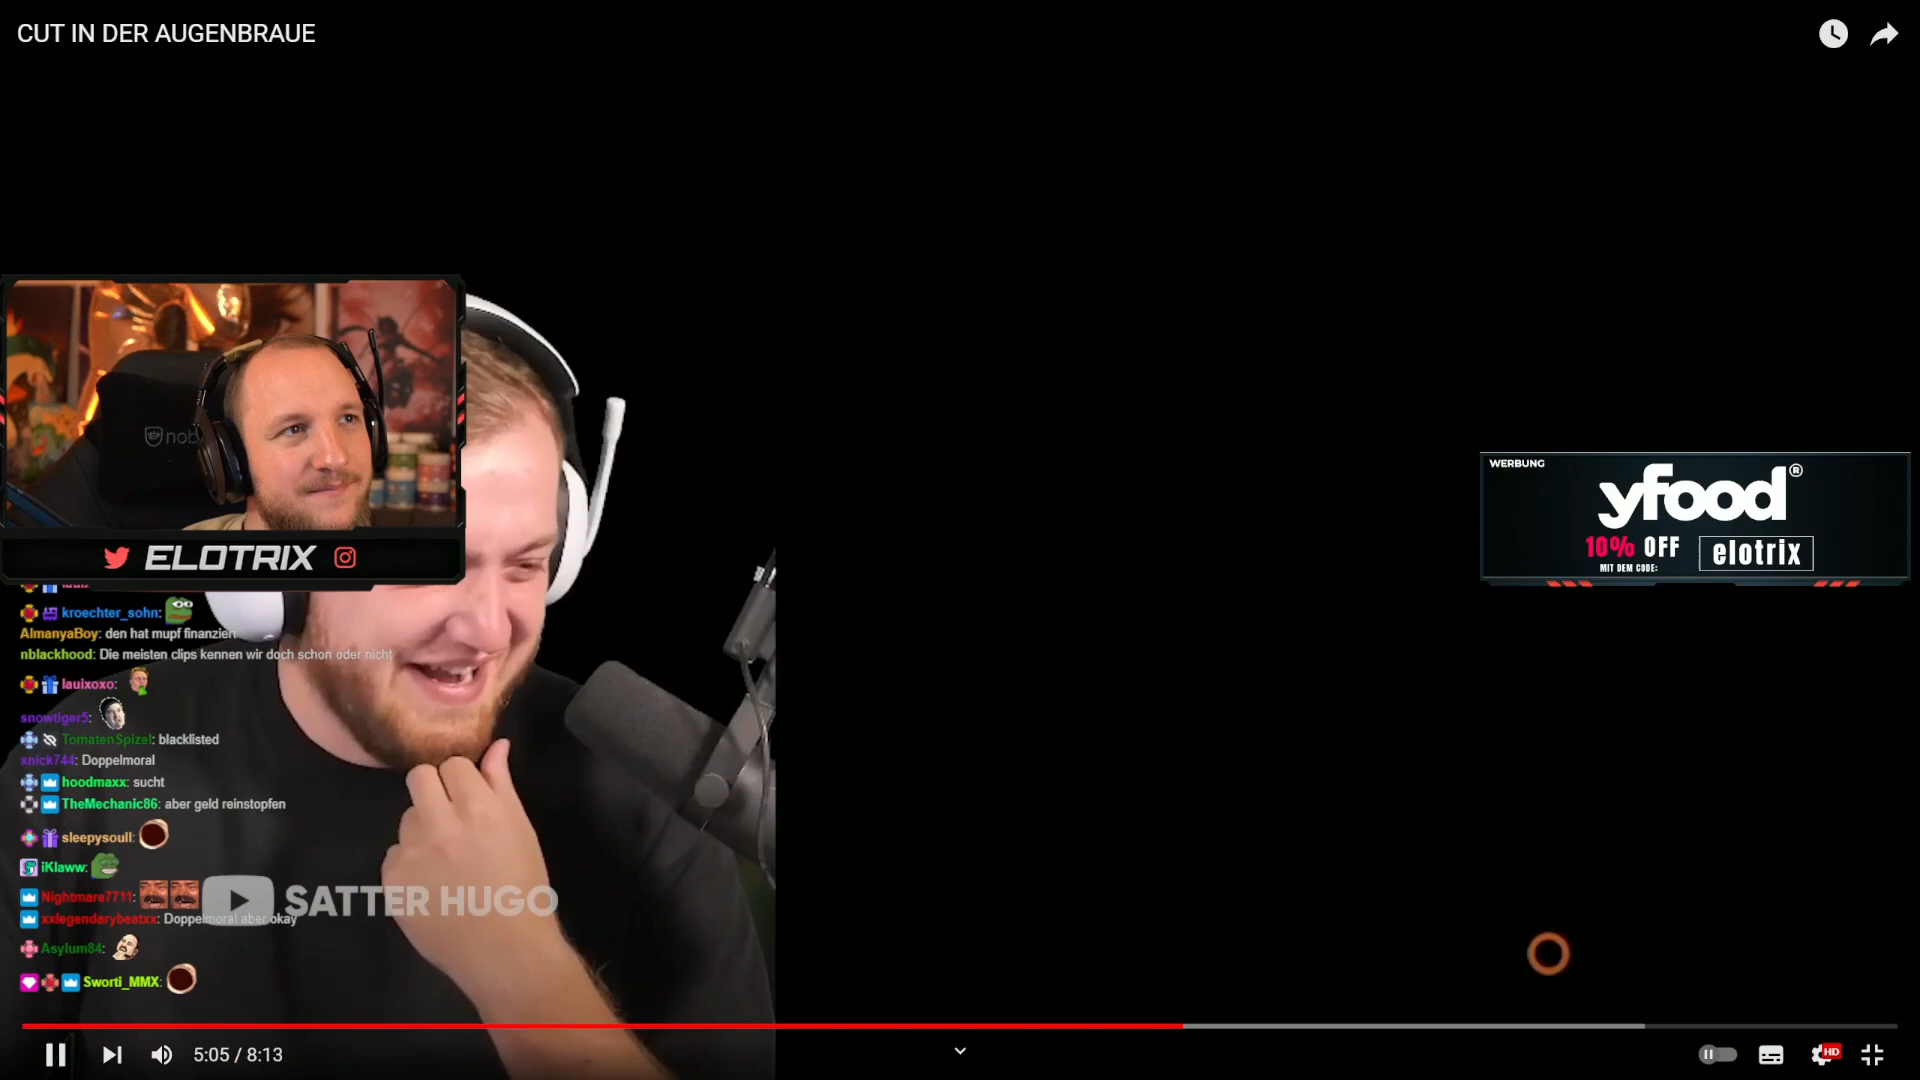 CUT IN DER AUGENBRAUE
nob
ELOTRIX
WERBUNG
yfood®
10% OFF
MIT DEM CODE:
elotrix
kroechter_sohn:
AlmanyaBoy: den hat mupf finanziert
nblackhood: Die meisten clips kennen wir doch schon oder nicht
lauixoxo:
snowtiger5:
TomatenSpizel: blacklisted
xnick744: Doppelmoral
hoodmaxx: sucht
TheMechanic86: aber geld reinstopfen
sleepysoull:
iKlaww:
Nightmare7711:
SATTER HUGO
xxlegendarybeatxx: Doppelmoral aber okay
Asylum84:
Sworti_MMX:
5:05 / 8:13
HD